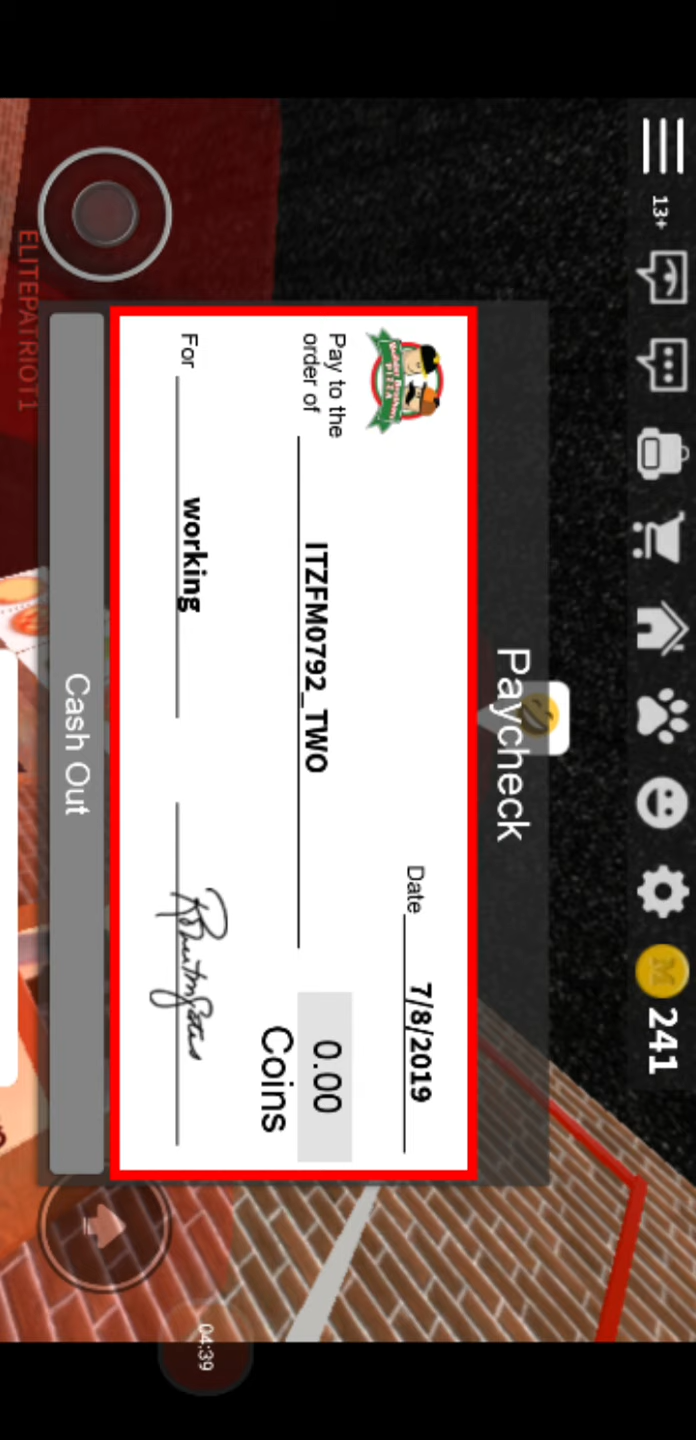 13+
241
ELITEPATRIOT1
Paycheck
Date 7/8/2019
PIZZA
Pay to the
order of
ITZFM0792_TWO
0.00
Coins
For working
Cash Out
04:39